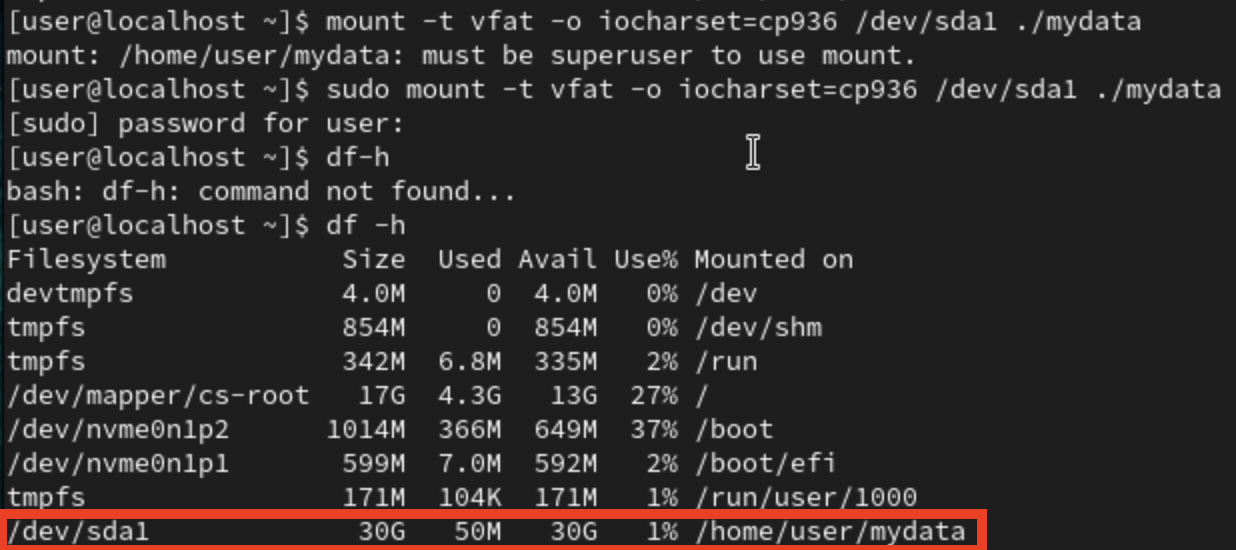 [user@localhost ~]$ mount -t vfat -o iocharset=cp936 /dev/sda1 ./mydata
mount: /home/user/mydata: must be superuser to use mount.
[user@localhost ~]$ sudo mount -t vfat -o iocharset=cp936 /dev/sda1 ./mydata
[sudo] password for user:
[user@localhost ~]$ df-h
bash: df-h: command not found...
[user@localhost ~]$ df -h
Filesystem           Size  Used Avail Use% Mounted on
devtmpfs             4.0M     0  4.0M   0% /dev
tmpfs                854M     0  854M   0% /dev/shm
tmpfs                342M  6.8M  335M   2% /run
/dev/mapper/cs-root   17G  4.3G   13G  27% /
/dev/nvme0n1p2      1014M  366M  649M  37% /boot
/dev/nvme0n1p1       599M  7.0M  592M   2% /boot/efi
tmpfs                171M  104K  171M   1% /run/user/1000
/dev/sda1             30G   50M   30G   1% /home/user/mydata